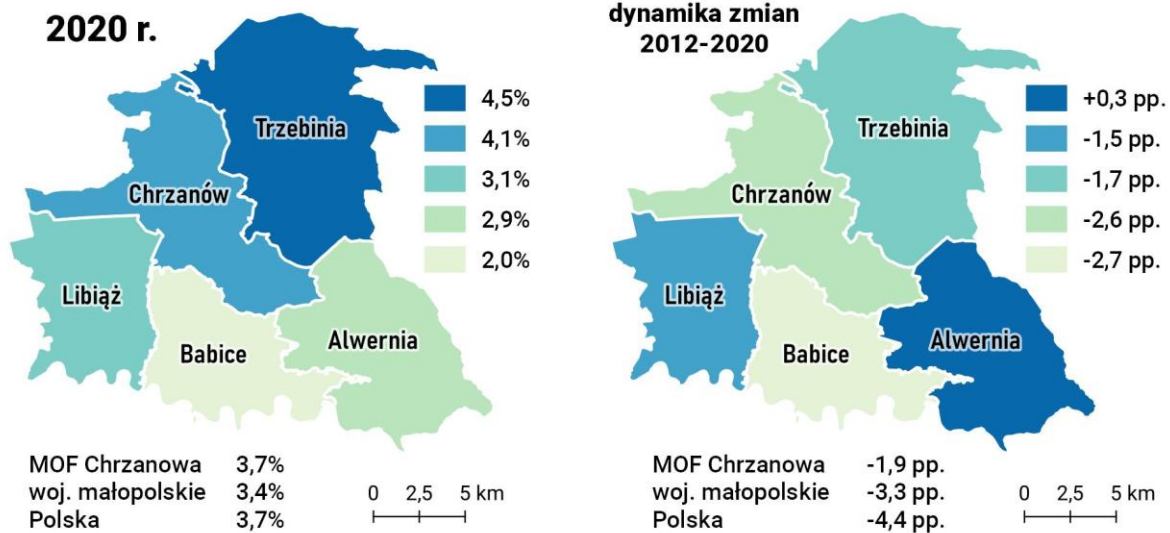 2020 r.
4,5%
4,1%
3,1%
2,9%
2,0%
Trzebinia
Chrzanów
Libiąż
Babice
Alwernia
MOF Chrzanowa 3,7%
woj. małopolskie 3,4%
Polska 3,7%
0 2,5 5 km
dynamika zmian
2012-2020
+0,3 pp.
-1,5 pp.
-1,7 pp.
-2,6 pp.
-2,7 pp.
Trzebinia
Chrzanów
Libiąż
Babice
Alwernia
MOF Chrzanowa -1,9 pp.
woj. małopolskie -3,3 pp.
Polska -4,4 pp.
0 2,5 5 km